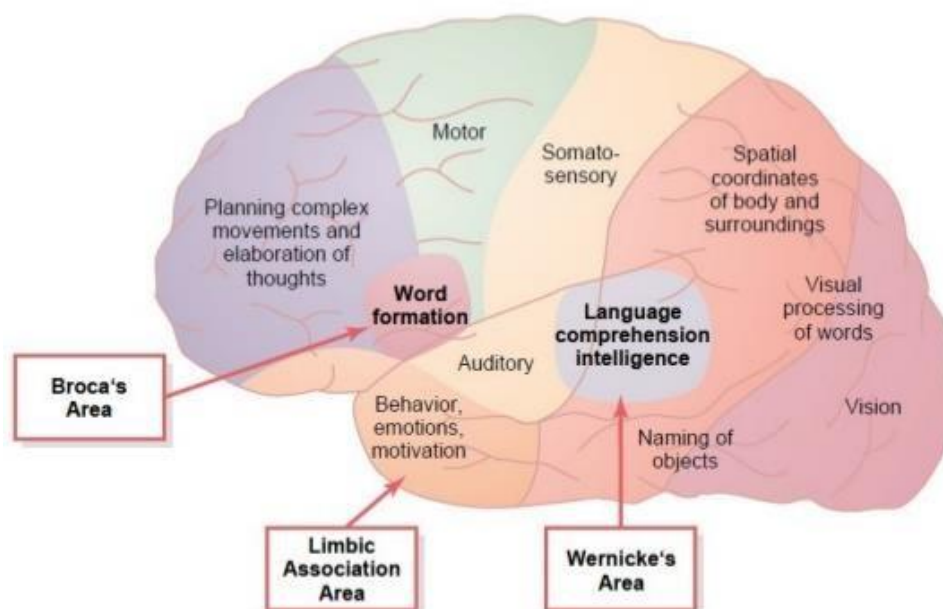 Motor
Somato-
sensory
Spatial
coordinates
of body and
surroundings
Planning complex
movements and
elaboration of
thoughts
Word
formation
Language
comprehension
intelligence
Visual
processing
of words
Auditory
Broca‘s
Area
Behavior,
emotions,
motivation
Vision
Naming of
objects
Limbic
Association
Area
Wernicke‘s
Area